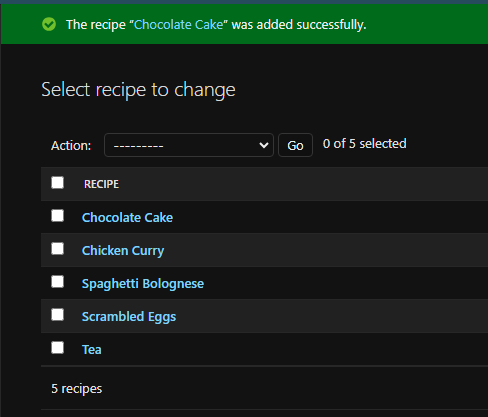 The recipe “Chocolate Cake” was added successfully.
Select recipe to change
Action: --------- Go 0 of 5 selected
RECIPE
Chocolate Cake
Chicken Curry
Spaghetti Bolognese
Scrambled Eggs
Tea
5 recipes